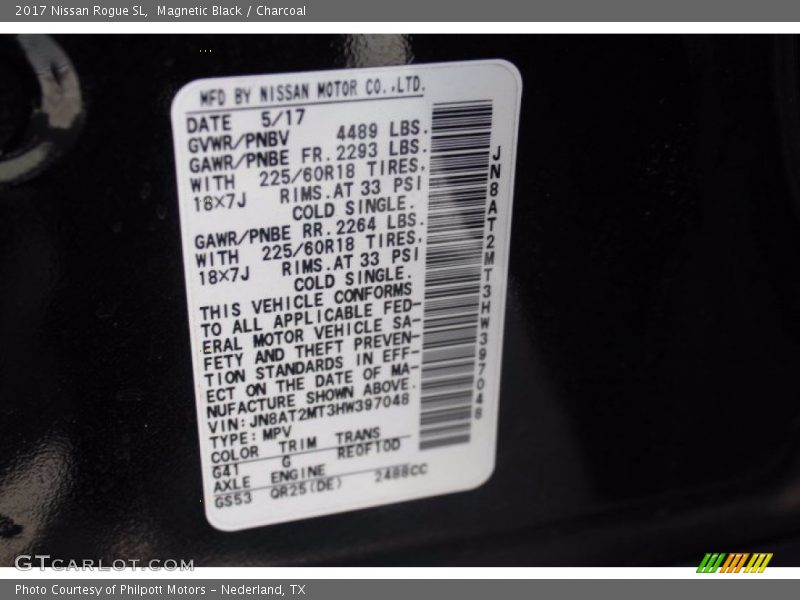 2017 Nissan Rogue SL, Magnetic Black / Charcoal
MFD BY NISSAN MOTOR CO.,LTD.
DATE 5/17
GVWR/PNBV 4489 LBS.
GAWR/PNBE FR. 2293 LBS.
WITH 225/60R18 TIRES,
18×7J RIMS.AT 33 PSI
COLD SINGLE.
GAWR/PNBE RR. 2264 LBS.
WITH 225/60R18 TIRES,
18×7J RIMS.AT 33 PSI
COLD SINGLE.
THIS VEHICLE CONFORMS
TO ALL APPLICABLE FED-
ERAL MOTOR VEHICLE SA-
FETY AND THEFT PREVEN-
TION STANDARDS IN EFF-
ECT ON THE DATE OF MA-
NUFACTURE SHOWN ABOVE.
VIN:JN8AT2MT3HW397048
TYPE:MPV
COLOR TRIM TRANS
G41 G RE0F10D
AXLE ENGINE
GS53 QR25(DE) 2488CC
JN8AT2MT3HW397048
GTCARLOT.COM
Photo Courtesy of Philpott Motors - Nederland, TX